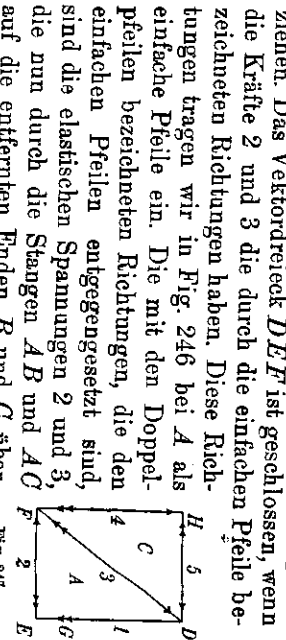 ziehen. Das Vektordreieck DEF ist geschlossen, wenn
die Kräfte 2 und 3 die durch die einfachen Pfeile be-
zeichneten Richtungen haben. Diese Rich-
tungen tragen wir in Fig. 246 bei A als
einfache Pfeile ein. Die mit den Doppel-
pfeilen bezeichneten Richtungen, die den
einfachen Pfeilen entgegengesetzt sind,
sind die elastischen Spannungen 2 und 3,
die nun durch die Stangen AB und AC
auf die entfernten Enden B und C über-
H 5 D
4 C 3 A 1
G
F 2 E